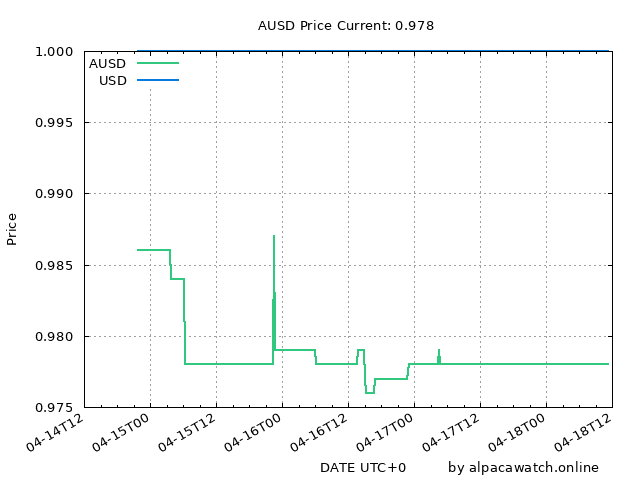 AUSD Price Current: 0.978
1.000
AUSD
USD
0.995
0.990
Price
0.985
0.980
0.975
04-14T12 04-15T00 04-15T12 04-16T00 04-16T12 04-17T00 04-17T12 04-18T00 04-18T12
DATE UTC+0 by alpacawatch.online